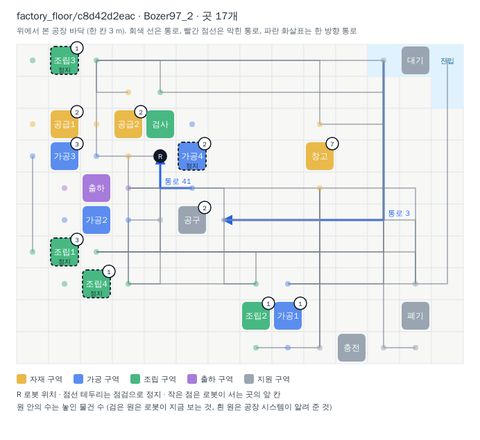 factory_floor/c8d42d2eac · Bozer97_2 · 곳 17개
위에서 본 공장 바닥 (한 칸 3 m). 회색 선은 통로, 빨간 점선은 막힌 통로, 파란 화살표는 한 방향 통로
조립3 1
정지
대기
전입
공급1 2
공급2 2
검사
가공3 3
R
가공4 2
정지
창고 7
통로 41
출하
가공2
공구 2
통로 3
조립1 3
정지
조립4 1
정지
조립2 1
가공1 1
폐기
충전
자재 구역
가공 구역
조립 구역
출하 구역
지원 구역
R 로봇 위치 · 점선 테두리는 점검으로 정지 · 작은 점은 로봇이 서는 곳의 앞 칸
원 안의 수는 놓인 물건 수 (검은 원은 로봇이 지금 보는 것, 흰 원은 공장 시스템이 알려 준 것)